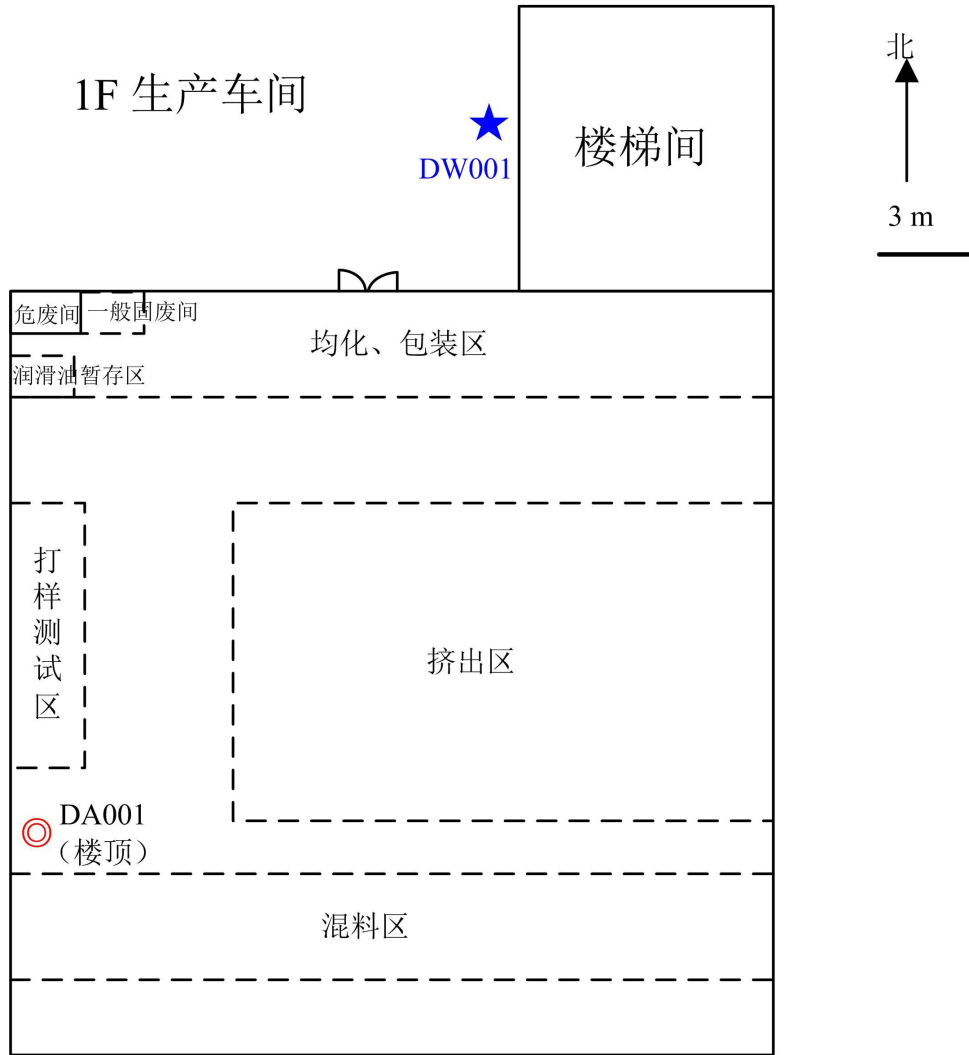 北
1F 生产车间
楼梯间
DW001
3 m
危废间
一般固废间
均化、包装区
润滑油暂存区
打样测试区
挤出区
DA001
（楼顶）
混料区